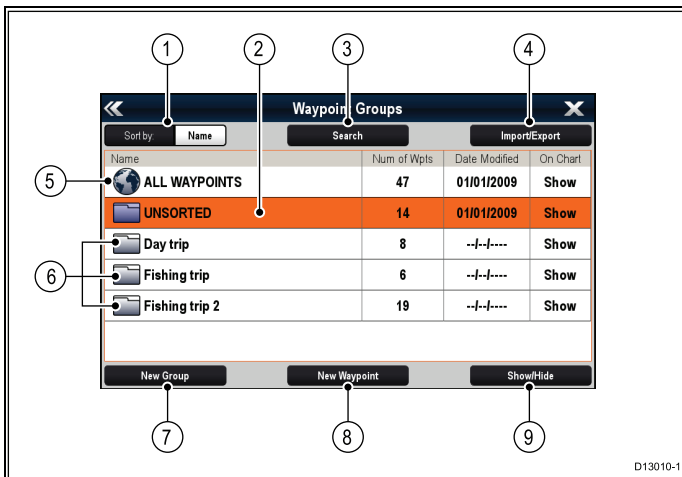 1 2 3 4
Waypoint Groups
Sort by: Name Search Import/Export
Name Num of Wpts Date Modified On Chart
5 ALL WAYPOINTS 47 01/01/2009 Show
UNSORTED 14 01/01/2009 Show
Day trip 8 --/--/---- Show
6 Fishing trip 6 --/--/---- Show
Fishing trip 2 19 --/--/---- Show
New Group New Waypoint Show/Hide
7 8 9
D13010-1